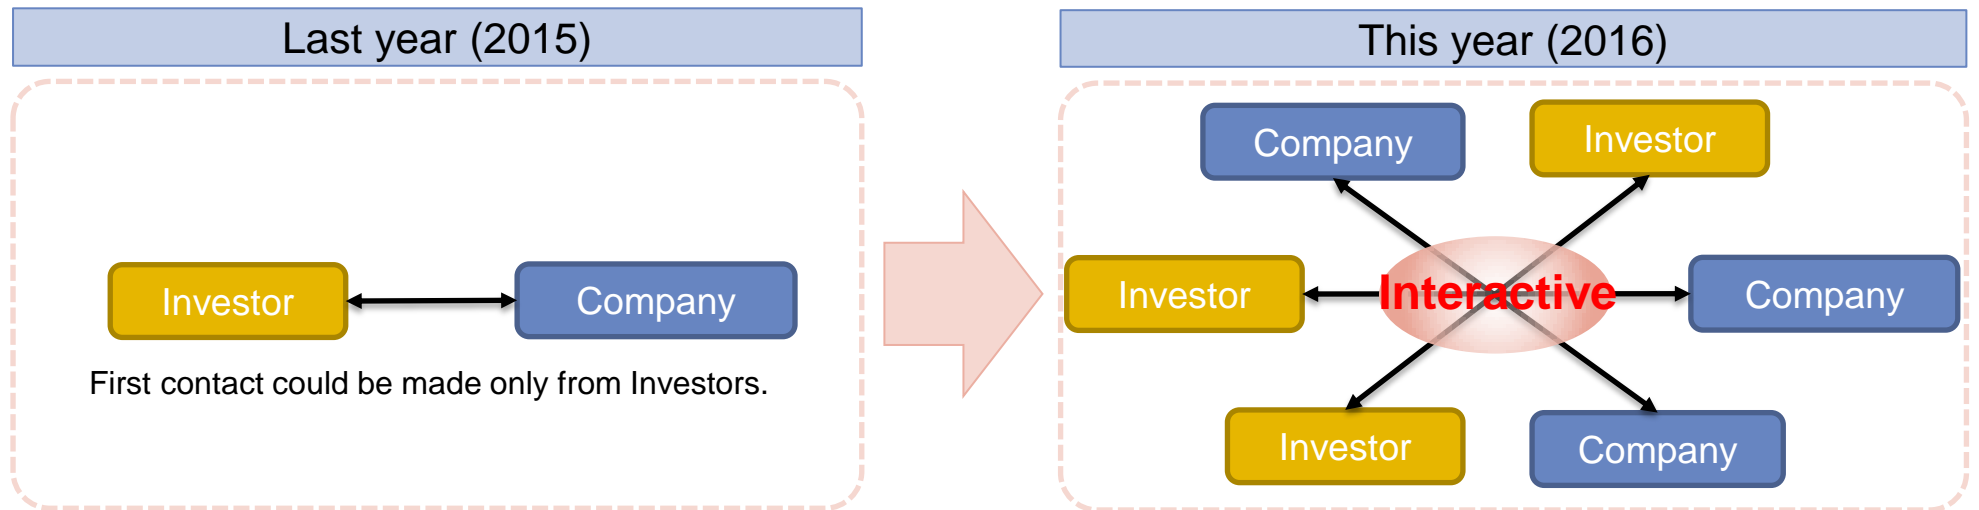 Last year (2015)
Investor
Company
First contact could be made only from Investors.
This year (2016)
Company
Investor
Investor
Interactive
Company
Investor
Company